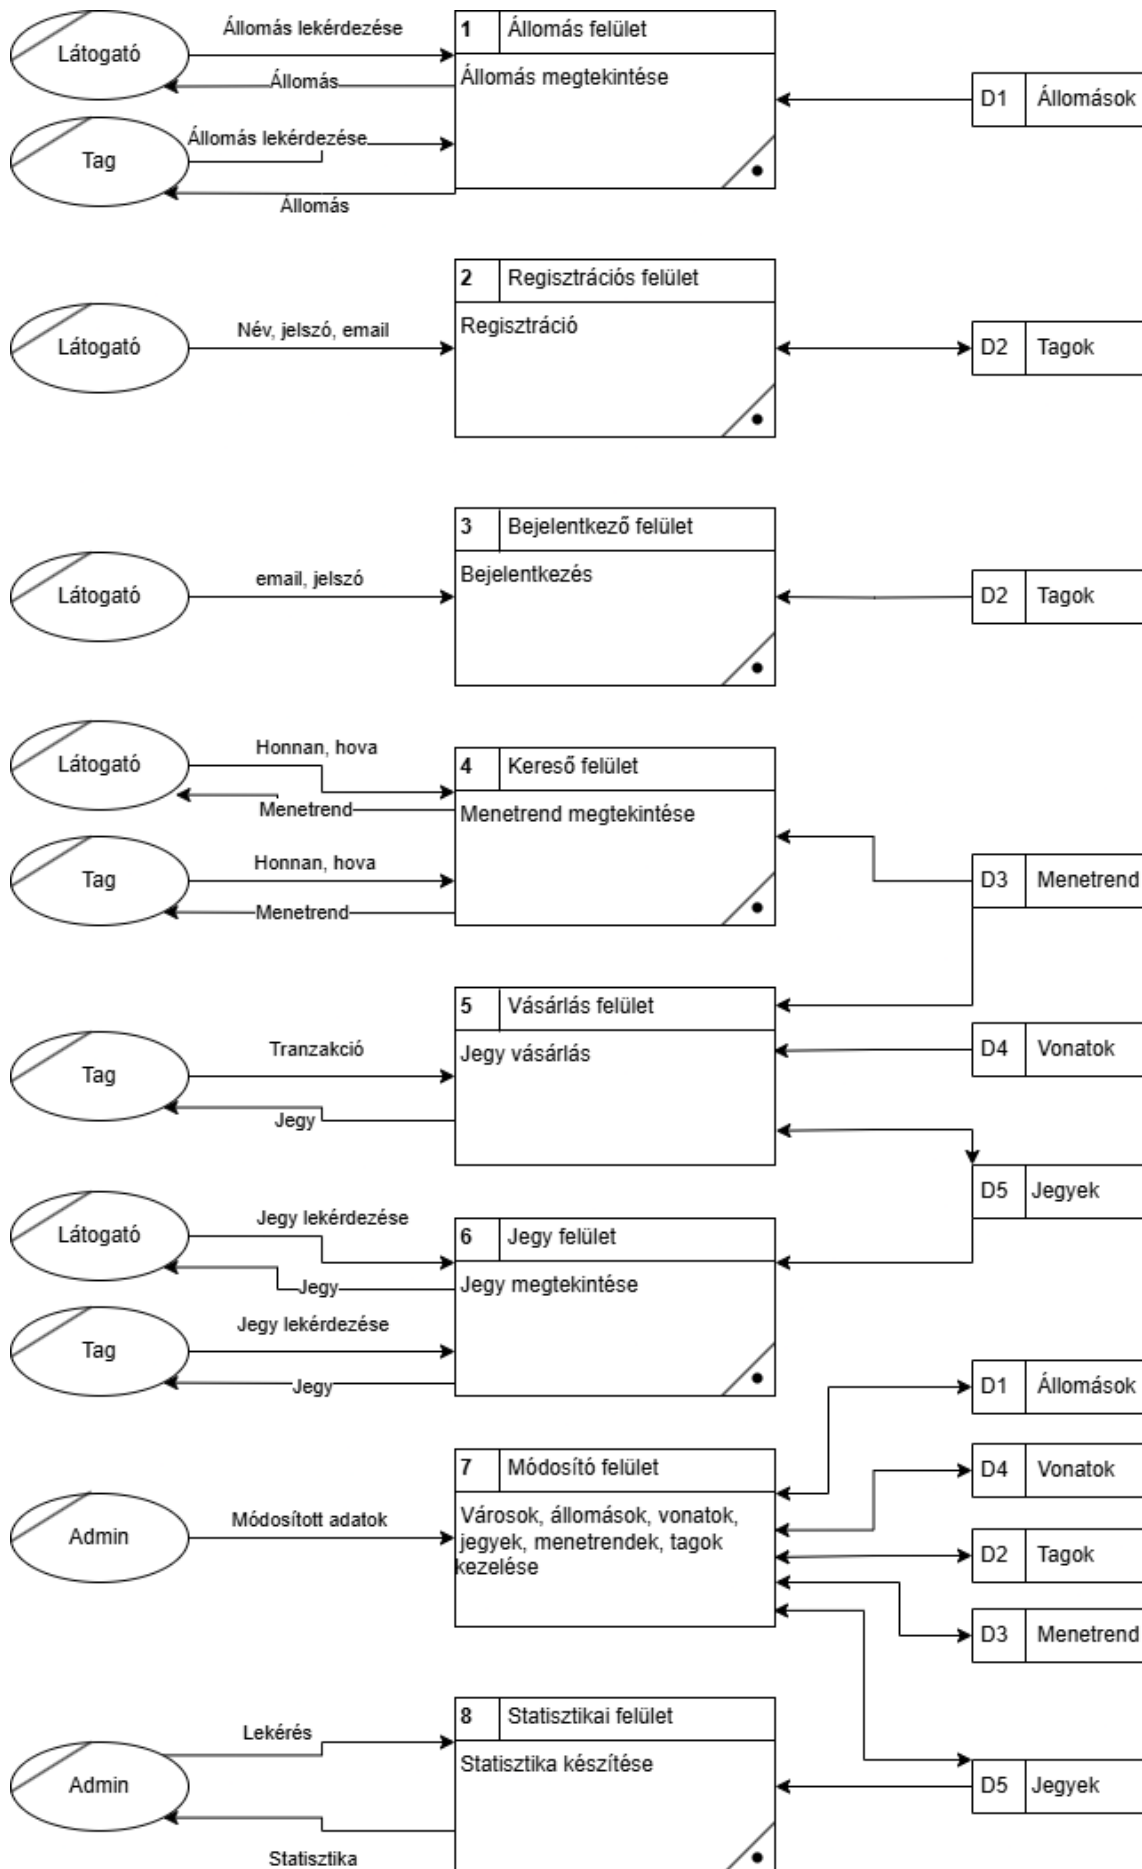 Látogató
Állomás lekérdezése
Állomás
1 Állomás felület
Állomás megtekintése
D1 Állomások
Tag
Állomás lekérdezése
Állomás
Látogató
Név, jelszó, email
2 Regisztrációs felület
Regisztráció
D2 Tagok
Látogató
email, jelszó
3 Bejelentkező felület
Bejelentkezés
D2 Tagok
Látogató
Honnan, hova
Menetrend
4 Kereső felület
Menetrend megtekintése
Tag
Honnan, hova
Menetrend
D3 Menetrend
Tag
Tranzakció
Jegy
5 Vásárlás felület
Jegy vásárlás
D4 Vonatok
D5 Jegyek
Látogató
Jegy lekérdezése
Jegy
6 Jegy felület
Jegy megtekintése
Tag
Jegy lekérdezése
Jegy
D1 Állomások
Admin
Módosított adatok
7 Módosító felület
Városok, állomások, vonatok,
jegyek, menetrendek, tagok
kezelése
D4 Vonatok
D2 Tagok
D3 Menetrend
Admin
Lekérés
Statisztika
8 Statisztikai felület
Statisztika készítése
D5 Jegyek